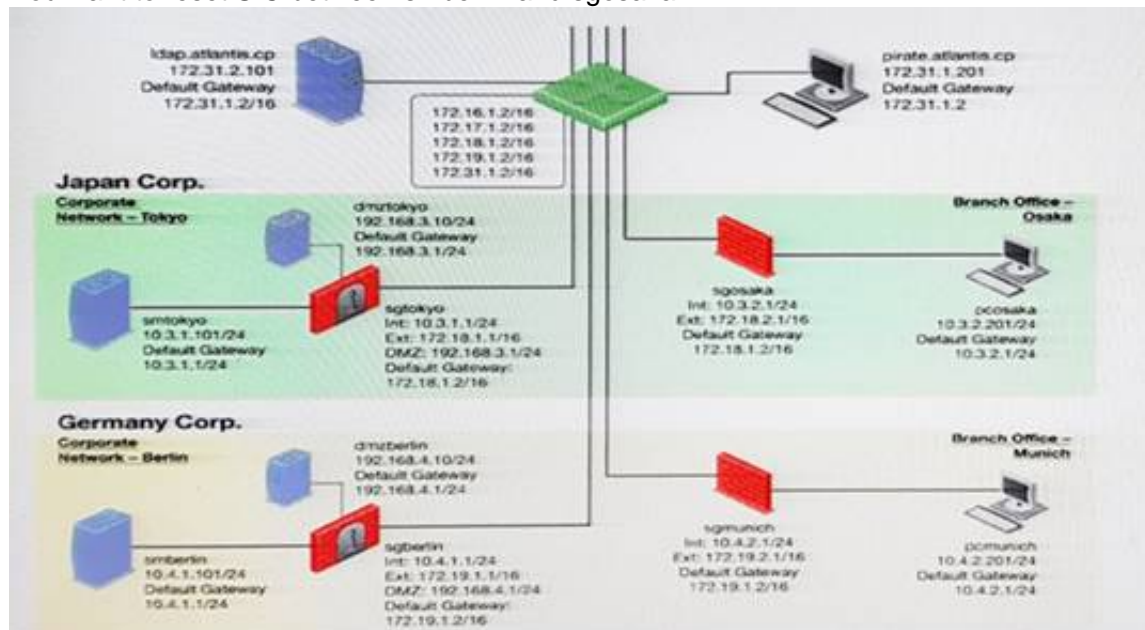 ldap.atlantis.cp
172.31.2.101
Default Gateway
172.31.1.2/16
pirate.atlantis.cp
172.31.1.201
Default Gateway
172.31.1.2
172.16.1.2/16
172.17.1.2/16
172.18.1.2/16
172.19.1.2/16
172.31.1.2/16
Japan Corp.
Corporate
Network – Tokyo
dmztokyo
192.168.3.10/24
Default Gateway
192.168.3.1/24
Branch Office –
Osaka
smtokyo
10.3.1.101/24
Default Gateway
10.3.1.1/24
sgtokyo
Int: 10.3.1.1/24
Ext: 172.18.1.1/16
DMZ: 192.168.3.1/24
Default Gateway:
172.18.1.2/16
sgosaka
Int: 10.3.2.1/24
Ext: 172.18.2.1/16
Default Gateway
172.18.1.2/16
pcosaka
10.3.2.201/24
Default Gateway
10.3.2.1/24
Germany Corp.
Corporate
Network – Berlin
dmzberlin
192.168.4.10/24
Default Gateway
192.168.4.1/24
Branch Office –
Munich
smberlin
10.4.1.101/24
Default Gateway
10.4.1.1/24
sgberlin
Int: 10.4.1.1/24
Ext: 172.19.1.1/16
DMZ: 192.168.4.1/24
Default Gateway:
172.19.1.2/16
sgmunich
Int: 10.4.2.1/24
Ext: 172.19.2.1/16
Default Gateway
172.19.1.2/16
pcmunich
10.4.2.201/24
Default Gateway
10.4.2.1/24